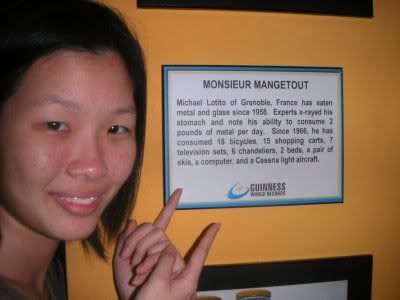 MONSIEUR MANGETOUT
Michael Lotito of Grenoble, France has eaten
metal and glass since 1958. Experts x-rayed his
stomach and note his ability to consume 2
pounds of metal per day. Since 1966, he has
consumed 18 bicycles, 15 shopping carts, 7
television sets, 6 chandeliers, 2 beds, a pair of
skis, a computer, and a Cessna light aircraft.
GUINNESS
WORLD RECORDS